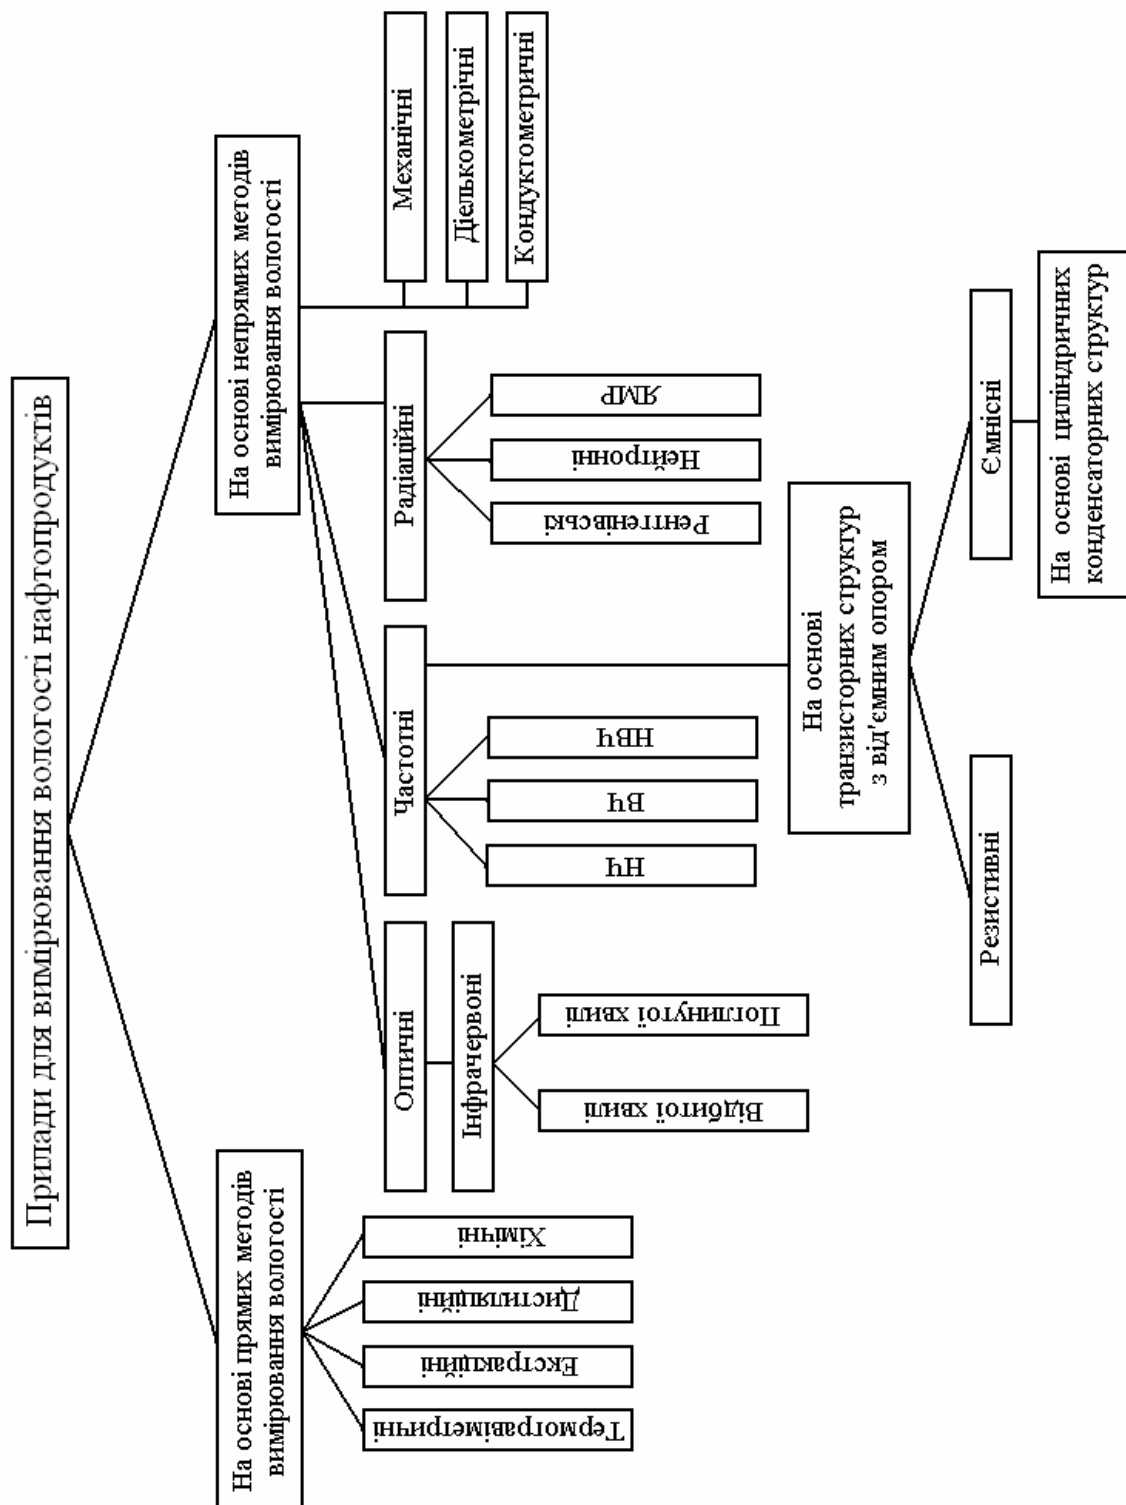 Прилади для вимірювання вологості нафтопродуктів
На основі прямих методів
вимірювання вологості
На основі непрямих методів
вимірювання вологості
Термогравіметричні
Екстракційні
Дистиляційні
Хімічні
Оптичні
Інфрачервоні
Відбитої хвилі
Поглинутої хвилі
Частотні
НЧ
ВЧ
НВЧ
Радіаційні
Рентгенівські
Нейтронні
ЯМР
Механічні
Діелькометрічні
Кондуктометричні
На основі
транзисторних структур
з від'ємним опором
Резистивні
Ємнісні
На основі циліндричних
конденсаторних структур